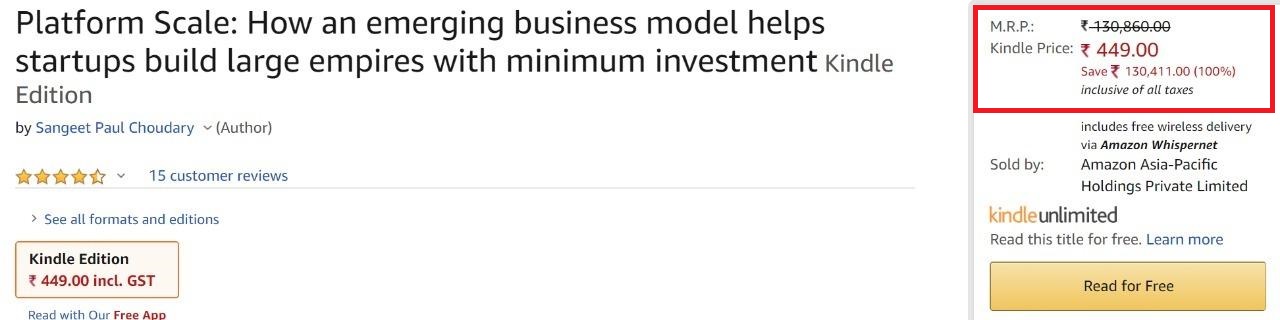 Platform Scale: How an emerging business model helps
startups build large empires with minimum investment Kindle
Edition
by Sangeet Paul Choudary (Author)
15 customer reviews
See all formats and editions
Kindle Edition
₹ 449.00 incl. GST
Read with Our Free App
M.R.P.: ₹ 130,860.00
Kindle Price: ₹ 449.00
Save ₹ 130,411.00 (100%)
inclusive of all taxes
includes free wireless delivery
via Amazon Whispernet
Sold by: Amazon Asia-Pacific
Holdings Private Limited
kindleunlimited
Read this title for free. Learn more
Read for Free